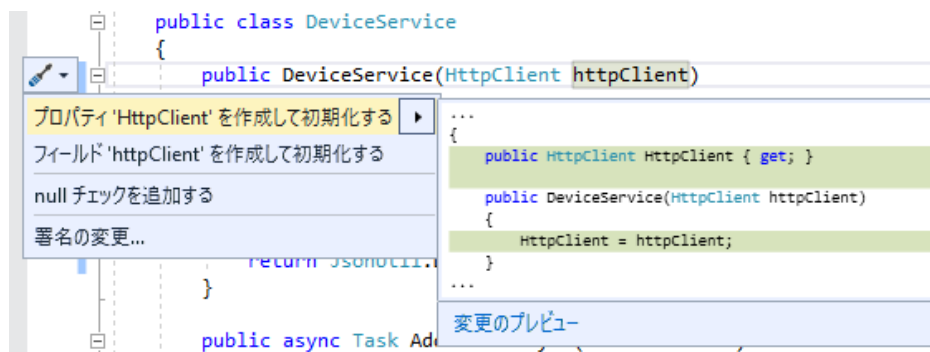 public class DeviceService
{
public DeviceService(HttpClient httpClient)
プロパティ 'HttpClient' を作成して初期化する
フィールド 'httpClient' を作成して初期化する
null チェックを追加する
署名の変更...
...
{
public HttpClient HttpClient { get; }
public DeviceService(HttpClient httpClient)
{
HttpClient = httpClient;
}
...
変更のプレビュー
return
}
public async Task